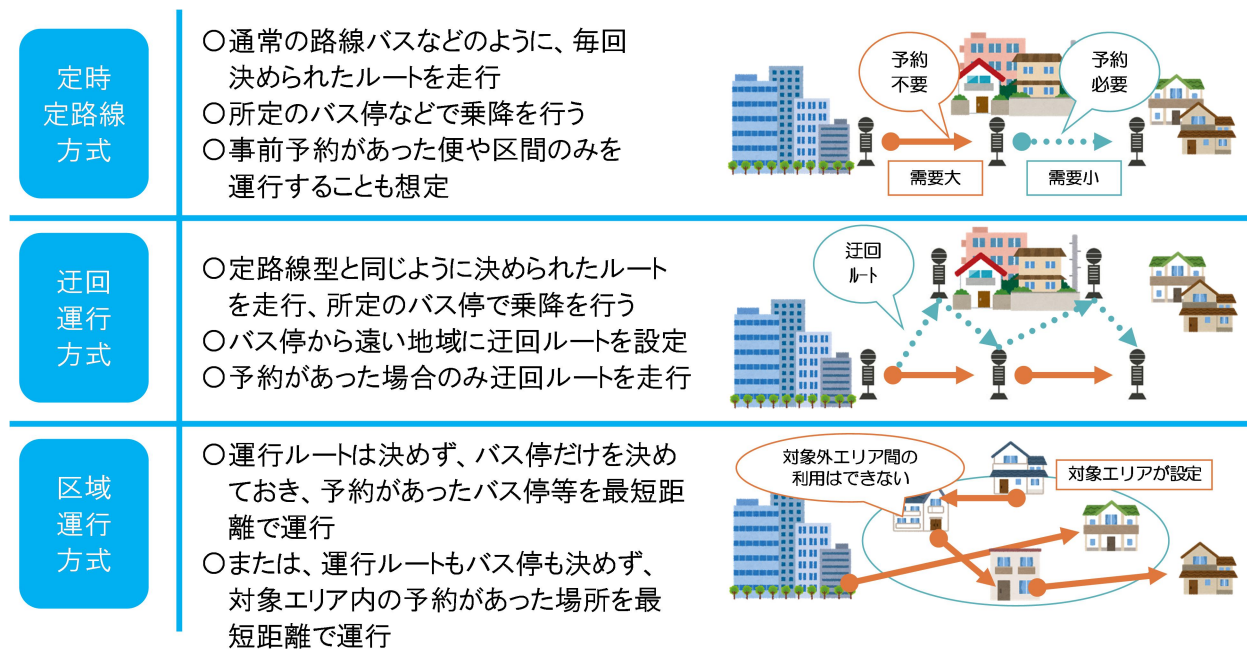 定時
定路線
方式
〇通常の路線バスなどのように、毎回
決められたルートを走行
〇所定のバス停などで乗降を行う
〇事前予約があった便や区間のみを
運行することも想定
予約
不要
予約
必要
需要大
需要小
迂回
運行
方式
〇定路線型と同じように決められたルート
を走行、所定のバス停で乗降を行う
〇バス停から遠い地域に迂回ルートを設定
〇予約があった場合のみ迂回ルートを走行
迂回
ﾙｰﾄ
区域
運行
方式
〇運行ルートは決めず、バス停だけを決め
ておき、予約があったバス停等を最短距
離で運行
〇または、運行ルートもバス停も決めず、
対象エリア内の予約があった場所を最
短距離で運行
対象外エリア間の
利用はできない
対象エリアが設定